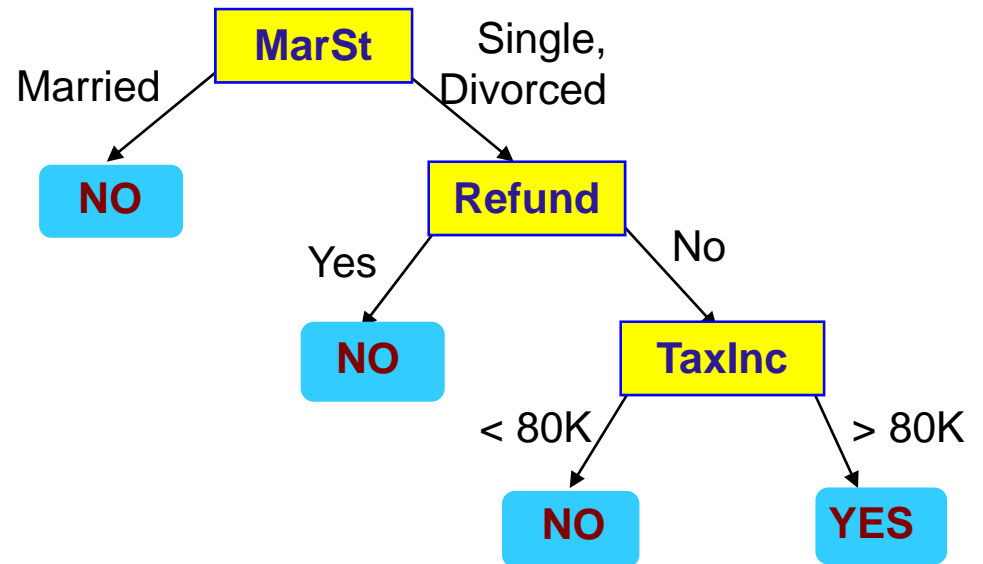 MarSt
Single,
Divorced
Married
NO
Refund
Yes
No
NO
TaxInc
< 80K
> 80K
NO
YES